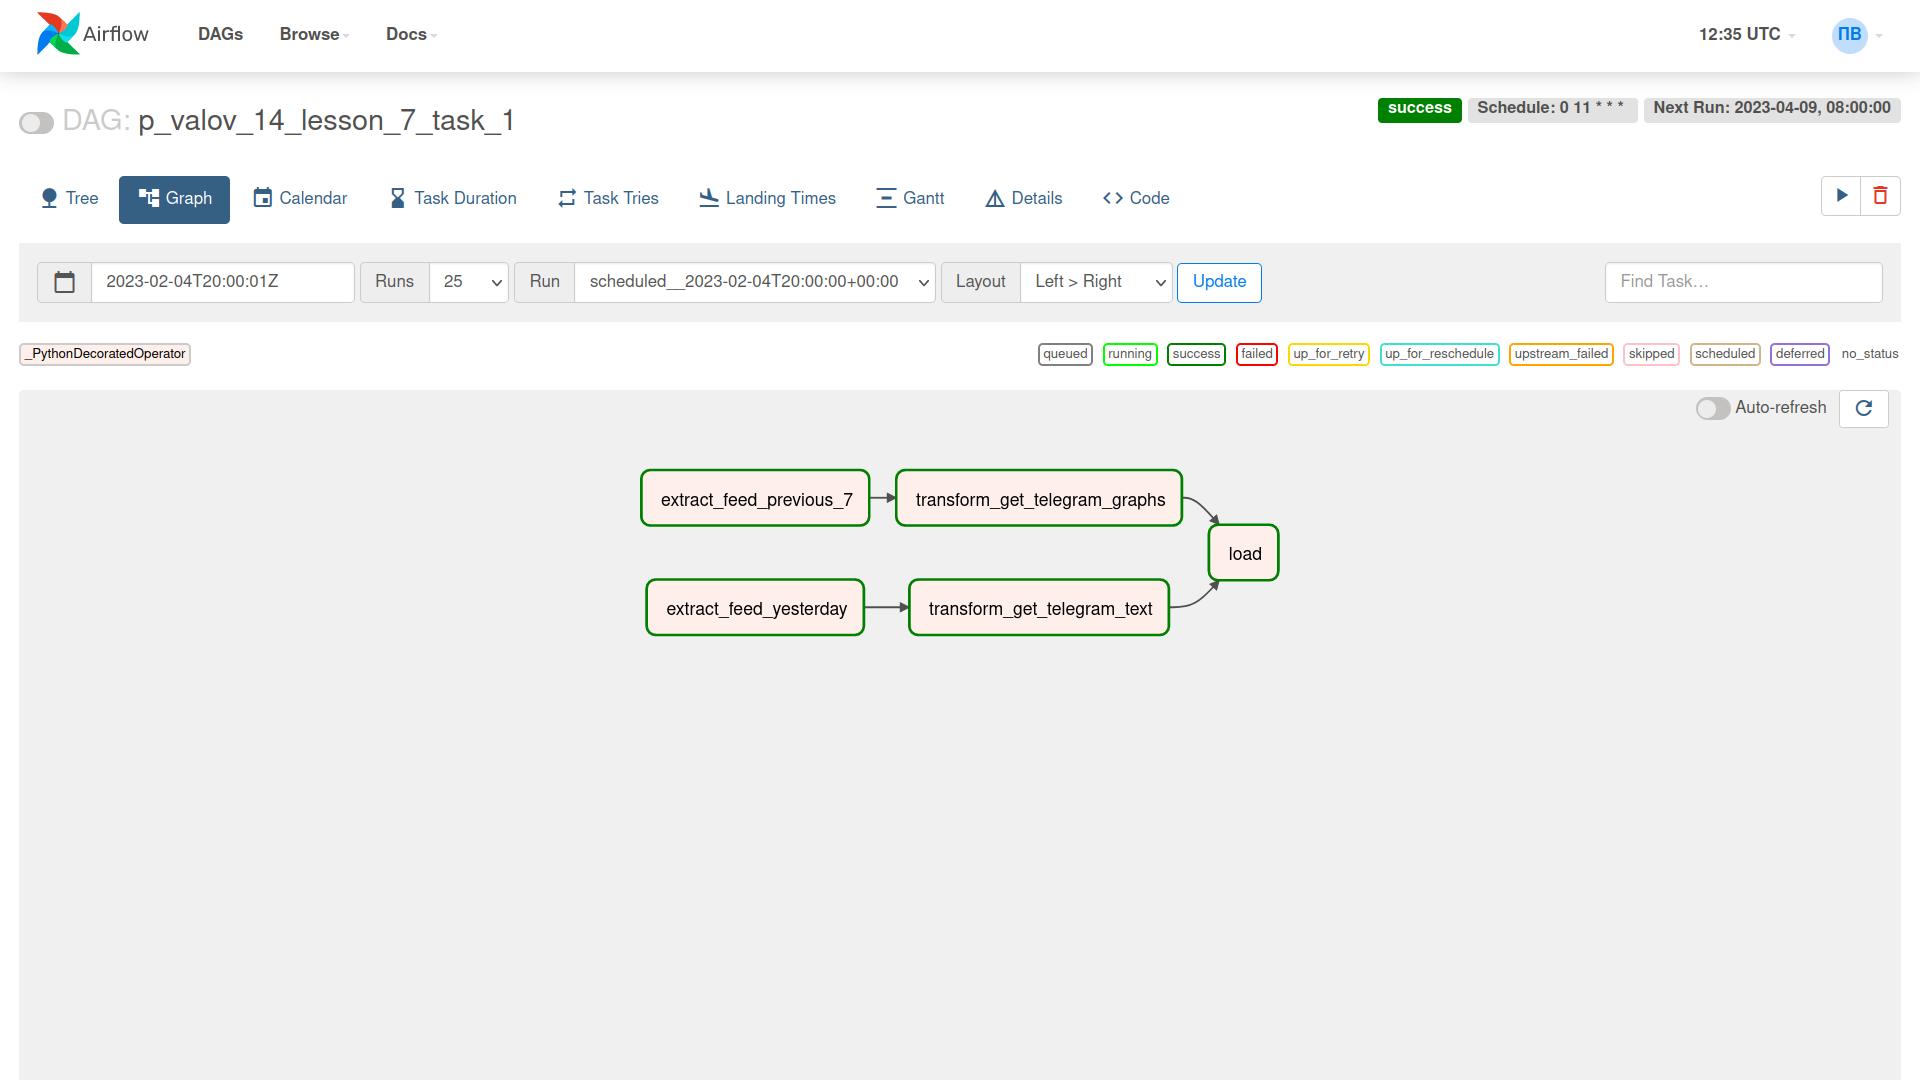 Airflow DAGs Browse Docs 12:35 UTC ПВ
DAG: p_valov_14_lesson_7_task_1 success Schedule: 0 11 * * * Next Run: 2023-04-09, 08:00:00
Tree Graph Calendar Task Duration Task Tries Landing Times Gantt Details Code
2023-02-04T20:00:01Z Runs 25 Run scheduled__2023-02-04T20:00:00+00:00 Layout Left > Right Update Find Task…
_PythonDecoratedOperator queued running success failed up_for_retry up_for_reschedule upstream_failed skipped scheduled deferred no_status
Auto-refresh
extract_feed_previous_7 transform_get_telegram_graphs
load
extract_feed_yesterday transform_get_telegram_text